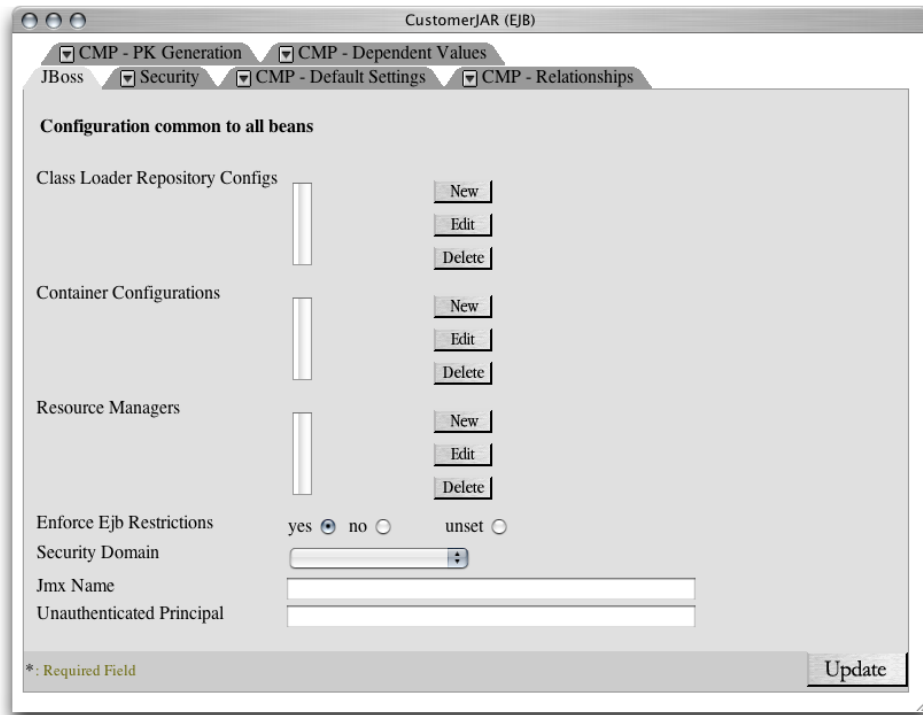 CustomerJAR (EJB)
CMP - PK Generation CMP - Dependent Values
JBoss Security CMP - Default Settings CMP - Relationships
Configuration common to all beans
Class Loader Repository Configs New
Edit
Delete
Container Configurations New
Edit
Delete
Resource Managers New
Edit
Delete
Enforce Ejb Restrictions yes no unset
Security Domain
Jmx Name
Unauthenticated Principal
*: Required Field Update